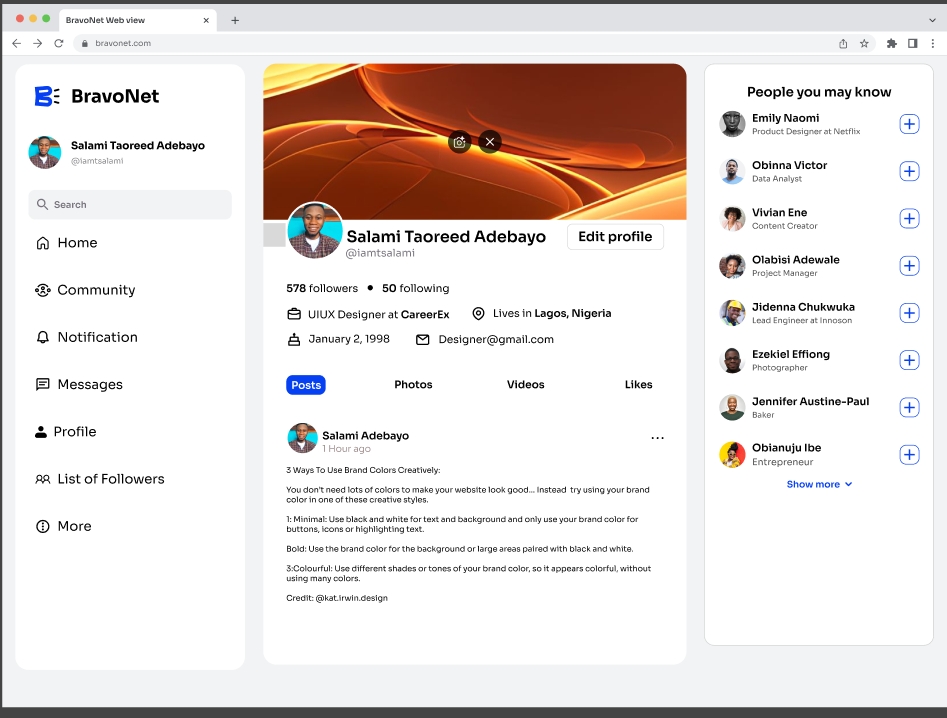 BravoNet Web view
bravonet.com
BravoNet
Salami Taoreed Adebayo
@iamtsalami
Search
Home
Community
Notification
Messages
Profile
List of Followers
More
Salami Taoreed Adebayo
@iamtsalami
Edit profile
578 followers • 50 following
UIUX Designer at CareerEx
Lives in Lagos, Nigeria
January 2, 1998
Designer@gmail.com
Posts
Photos
Videos
Likes
Salami Adebayo
1 Hour ago
3 Ways To Use Brand Colors Creatively:
You don't need lots of colors to make your website look good... Instead try using your brand
color in one of these creative styles.
1: Minimal: Use black and white for text and background and only use your brand color for
buttons, icons or highlighting text.
Bold: Use the brand color for the background or large areas paired with black and white.
3:Colourful: Use different shades or tones of your brand color, so it appears colorful, without
using many colors.
Credit: @kat.irwin.design
People you may know
Emily Naomi
Product Designer at Netflix
Obinna Victor
Data Analyst
Vivian Ene
Content Creator
Olabisi Adewale
Project Manager
Jidenna Chukwuka
Lead Engineer at Innoson
Ezekiel Effiong
Photographer
Jennifer Austine-Paul
Baker
Obianuju Ibe
Entrepreneur
Show more